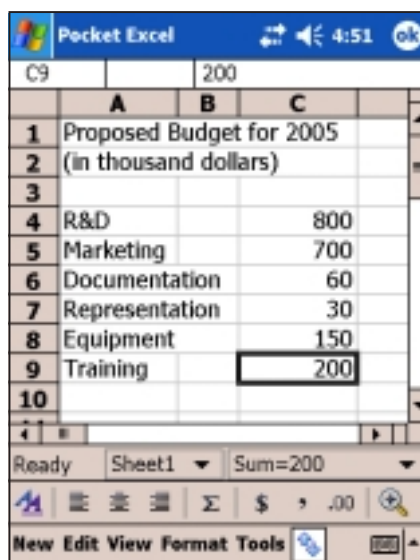 Pocket Excel 4:51 ok
C9 200
A B C
1 Proposed Budget for 2005
2 (in thousand dollars)
3
4 R&D 800
5 Marketing 700
6 Documentation 60
7 Representation 30
8 Equipment 150
9 Training 200
10
Ready Sheet1 Sum=200
A Σ $ , .00
New Edit View Format Tools